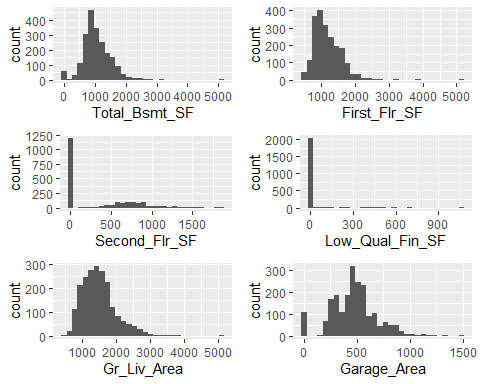 count
400
300
200
100
0
0 1000 2000 3000 4000 5000
Total_Bsmt_SF
count
400
300
200
100
0
1000 2000 3000 4000 5000
First_Flr_SF
count
1250
1000
750
500
250
0
0 500 1000 1500
Second_Flr_SF
count
2000
1500
1000
500
0
0 300 600 900
Low_Qual_Fin_SF
count
300
200
100
0
1000 2000 3000 4000 5000
Gr_Liv_Area
count
300
200
100
0
0 500 1000 1500
Garage_Area